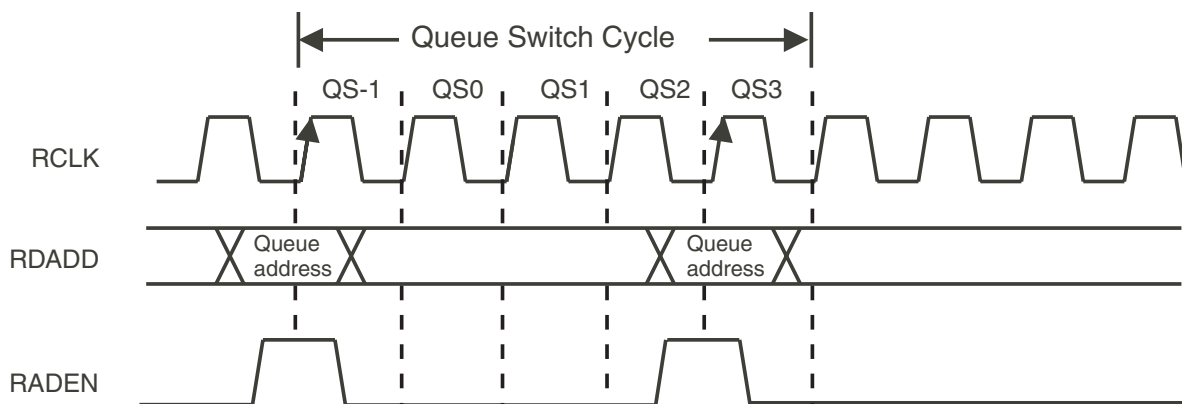 Queue Switch Cycle
QS-1 QS0 QS1 QS2 QS3
RCLK
RDADD
Queue address
Queue address
RADEN